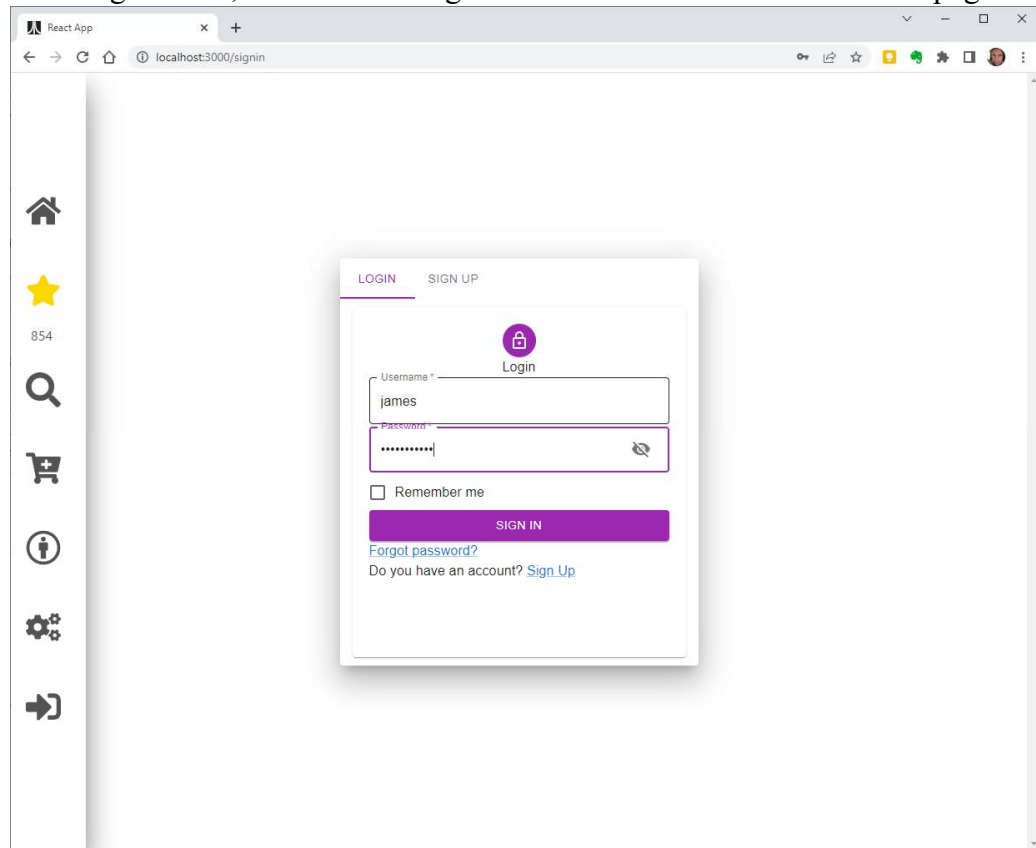 React App
localhost:3000/signin
LOGIN SIGN UP
854
Login
Username *
james
Password *
Remember me
SIGN IN
Forgot password?
Do you have an account? Sign Up